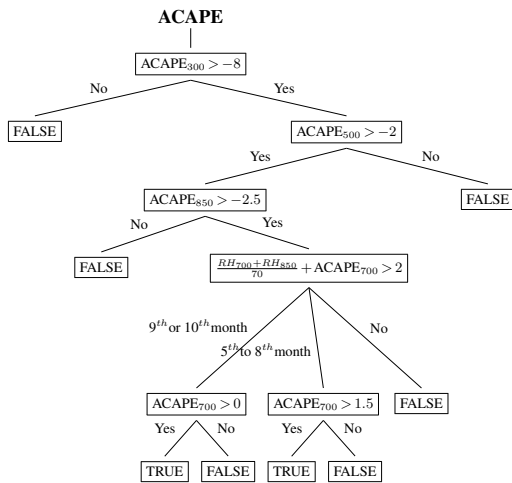 ACAPE
ACAPE₃₀₀ > −8
No Yes
FALSE ACAPE₅₀₀ > −2
Yes No
ACAPE₈₅₀ > −2.5 FALSE
No Yes
FALSE (RH₇₀₀+RH₈₅₀)/70 + ACAPE₇₀₀ > 2
9ᵗʰ or 10ᵗʰ month No
5ᵗʰ to 8ᵗʰ month
ACAPE₇₀₀ > 0 ACAPE₇₀₀ > 1.5 FALSE
Yes No Yes No
TRUE FALSE TRUE FALSE